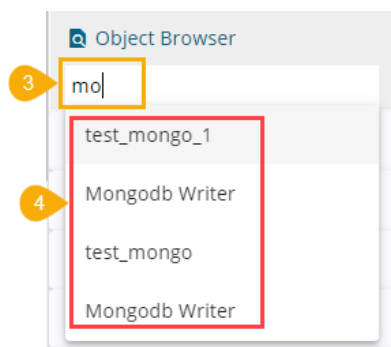 Object Browser
3
mo
test_mongo_1
Mongodb Writer
4
test_mongo
Mongodb Writer